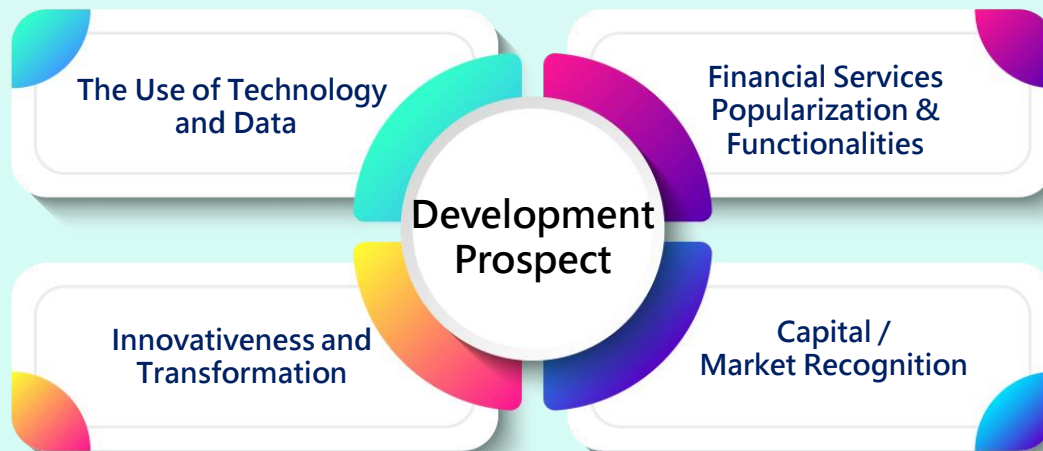 The Use of Technology
and Data
Financial Services
Popularization &
Functionalities
Development
Prospect
Innovativeness and
Transformation
Capital /
Market Recognition